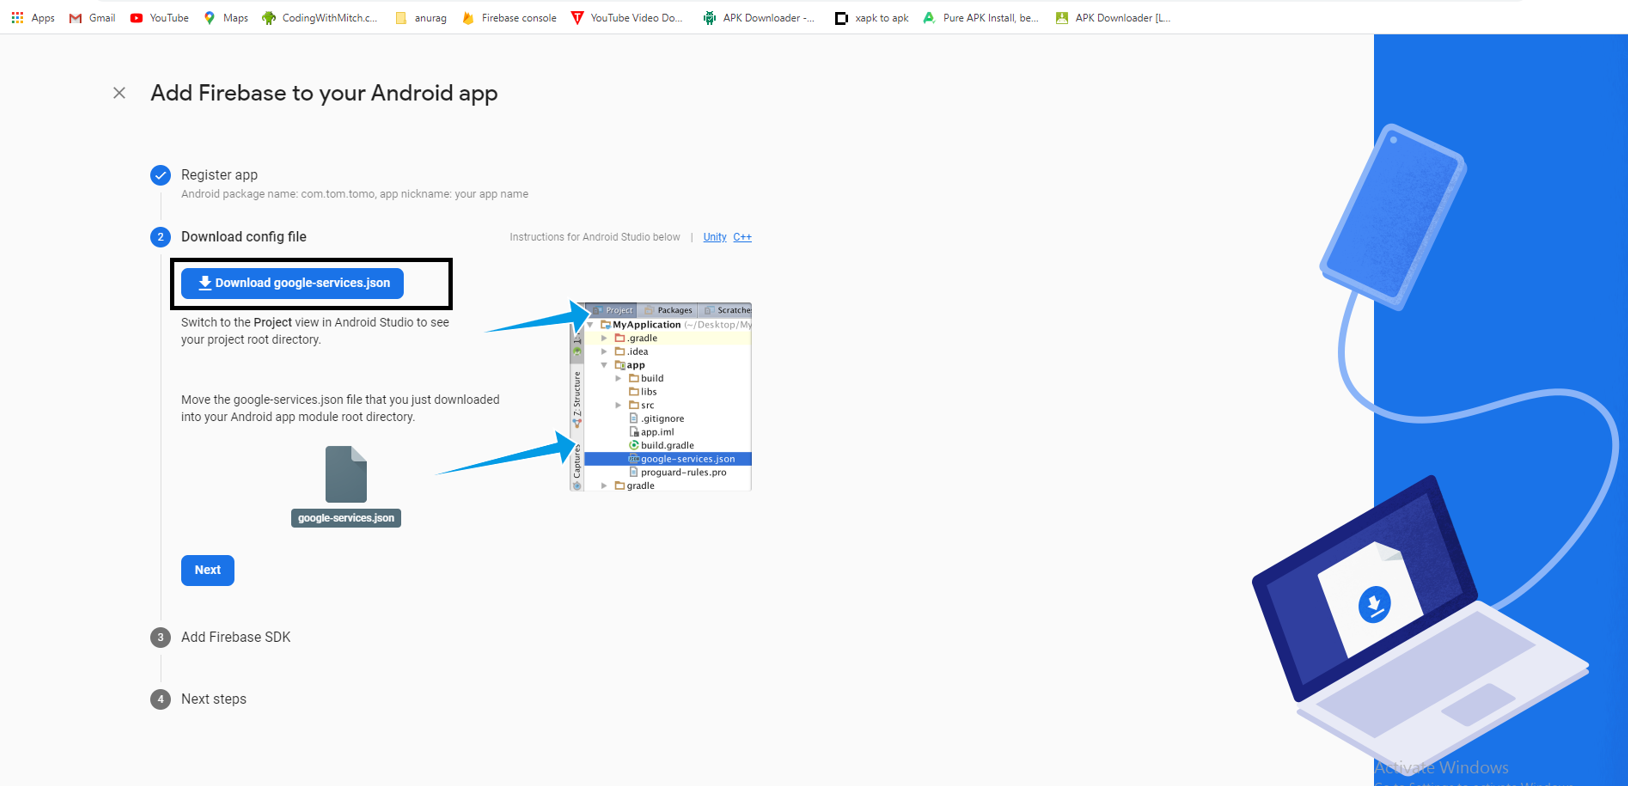 Apps Gmail YouTube Maps CodingWithMitch.c... anurag Firebase console YouTube Video Do... APK Downloader -... xapk to apk Pure APK Install, be... APK Downloader [L...
Add Firebase to your Android app
Register app
Android package name: com.tom.tomo, app nickname: your app name
2 Download config file
Instructions for Android Studio below | Unity C++
Download google-services.json
Switch to the Project view in Android Studio to see
your project root directory.
Move the google-services.json file that you just downloaded
into your Android app module root directory.
google-services.json
Project Packages Scratche
MyApplication (~/Desktop/My
.gradle
.idea
app
build
libs
src
.gitignore
app.iml
build.gradle
google-services.json
proguard-rules.pro
gradle
Z: Structure
Captures
Next
3 Add Firebase SDK
4 Next steps
Activate Windows